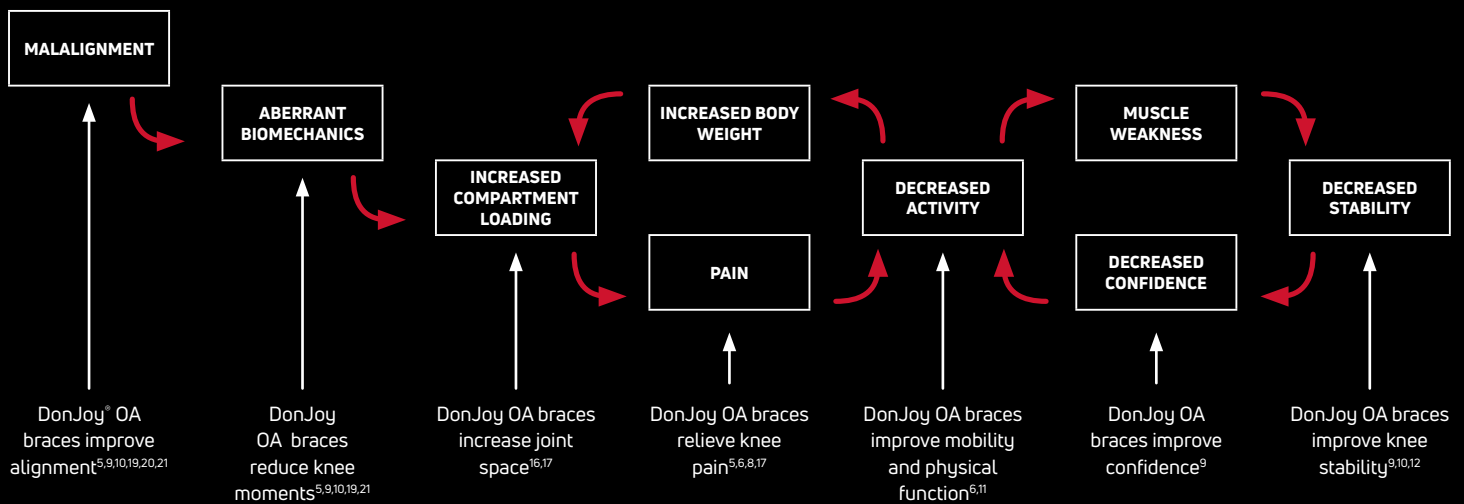 MALALIGNMENT
ABERRANT
BIOMECHANICS
INCREASED
COMPARTMENT
LOADING
INCREASED BODY
WEIGHT
PAIN
DECREASED
ACTIVITY
MUSCLE
WEAKNESS
DECREASED
CONFIDENCE
DECREASED
STABILITY
DonJoy® OA
braces improve
alignment5,9,10,19,20,21
DonJoy
OA braces
reduce knee
moments5,9,10,19,21
DonJoy OA braces
increase joint
space16,17
DonJoy OA braces
relieve knee
pain5,6,8,17
DonJoy OA braces
improve mobility
and physical
function6,11
DonJoy OA
braces improve
confidence9
DonJoy OA braces
improve knee
stability9,10,12